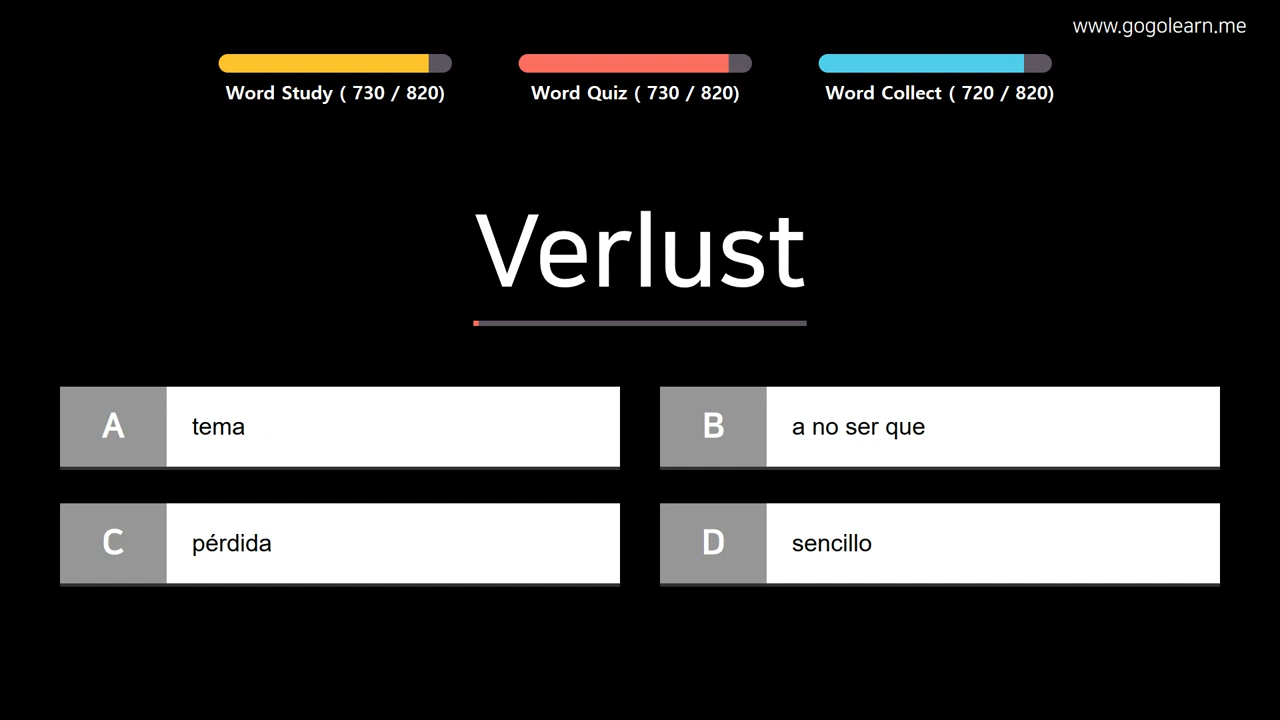 www.gogolearn.me
Word Study ( 730 / 820)
Word Quiz ( 730 / 820)
Word Collect ( 720 / 820)
Verlust
A tema
B a no ser que
C pérdida
D sencillo